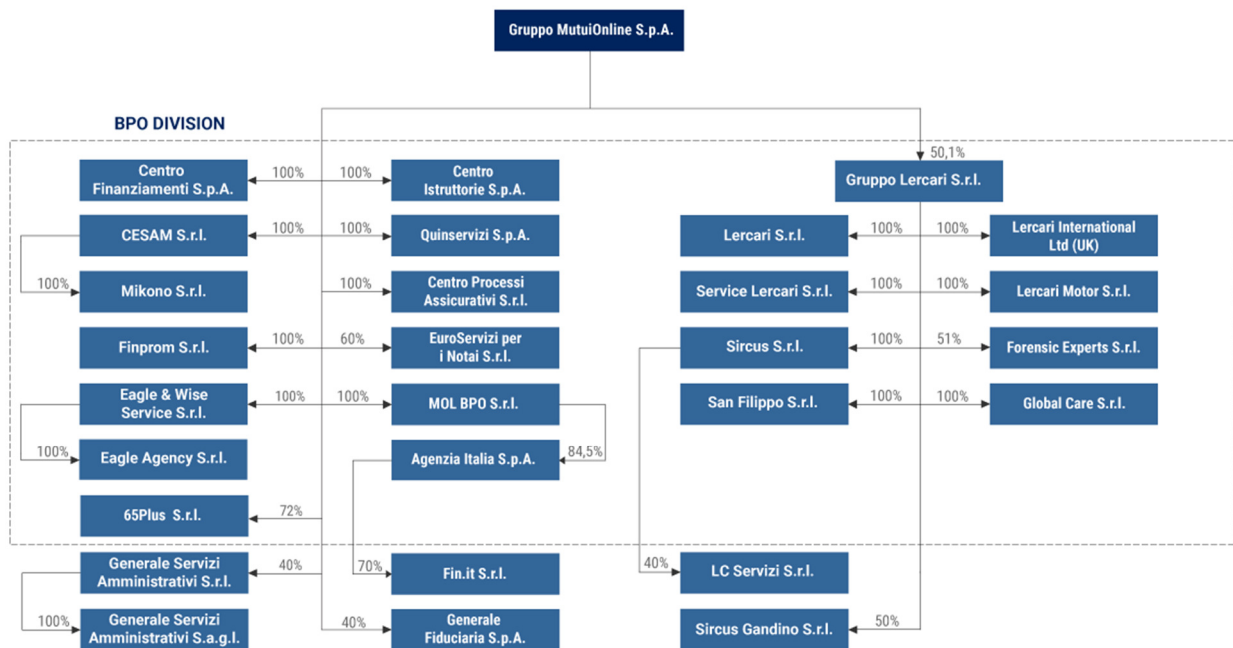 Gruppo MutuiOnline S.p.A.
BPO DIVISION
50,1%
Centro
Finanziamenti S.p.A.
100%
100%
Centro
Istruttorie S.p.A.
Gruppo Lercari S.r.l.
CESAM S.r.l.
100%
100%
Quinservizi S.p.A.
Lercari S.r.l.
100%
100%
Lercari International
Ltd (UK)
100%
Mikono S.r.l.
100%
Centro Processi
Assicurativi S.r.l.
Service Lercari S.r.l.
100%
100%
Lercari Motor S.r.l.
Finprom S.r.l.
100%
60%
EuroServizi per
i Notai S.r.l.
Sircus S.r.l.
100%
51%
Forensic Experts S.r.l.
Eagle & Wise
Service S.r.l.
100%
100%
MOL BPO S.r.l.
San Filippo S.r.l.
100%
100%
Global Care S.r.l.
100%
Eagle Agency S.r.l.
Agenzia Italia S.p.A.
84,5%
65Plus S.r.l.
72%
Generale Servizi
Amministrativi S.r.l.
40%
70%
Fin.it S.r.l.
40%
LC Servizi S.r.l.
100%
Generale Servizi
Amministrativi S.a.g.l.
40%
Generale
Fiduciaria S.p.A.
Sircus Gandino S.r.l.
50%